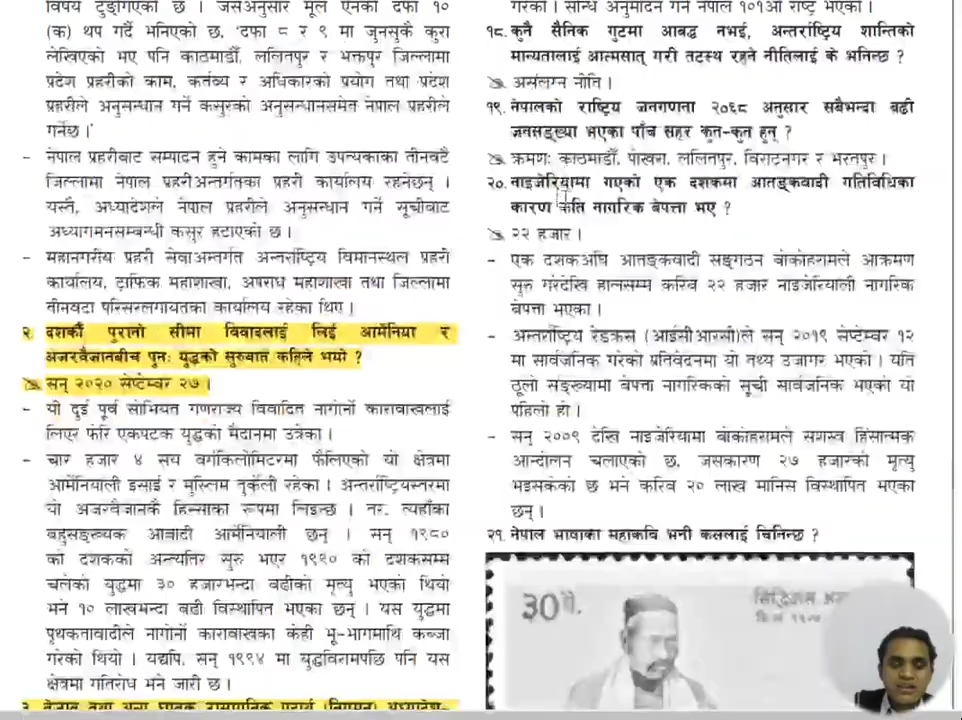 विषय टुङ्गिएको छ । जसअनुसार मूल ऐनको दफा १०
(क) थप गर्दै भनिएको छ, 'दफा ८ र ९ मा जुनसुकै कुरा
लेखिएको भए पनि काठमाडौँ, ललितपुर र भक्तपुर जिल्लामा
प्रदेश प्रहरीको काम, कर्तव्य र अधिकारको प्रयोग तथा प्रदेश
प्रहरीले अनुसन्धान गर्ने कसुरको अनुसन्धानसमेत नेपाल प्रहरीले
गर्नेछ ।'
- नेपाल प्रहरीबाट सम्पादन हुने कामका लागि उपत्यकाका तीनवटै
जिल्लामा नेपाल प्रहरीअन्तर्गतका प्रहरी कार्यालय रहनेछन् ।
यस्तै, अध्यादेशले नेपाल प्रहरीले अनुसन्धान गर्ने सूचीबाट
अध्यागमनसम्बन्धी कसुर हटाएको छ ।
- महानगरीय प्रहरी सेवाअन्तर्गत अन्तर्राष्ट्रिय विमानस्थल प्रहरी
कार्यालय, ट्राफिक महाशाखा, अपराध महाशाखा तथा जिल्लामा
तीनवटा परिसरलगायतका कार्यालय रहेका थिए ।
२. दशकौँ पुरानो सीमा विवादलाई लिई आर्मेनिया र
अजरवैजानबीच पुनः युद्धको सुरुवात कहिले भयो ?
सन् २०२० सेप्टेम्बर २७ ।
- यी दुई पूर्व सोभियत गणराज्य विवादित नागोर्नो काराबाखलाई
लिएर फेरि एकपटक युद्धको मैदानमा उत्रेका ।
- चार हजार ४ सय वर्गकिलोमिटरमा फैलिएको यो क्षेत्रमा
आर्मेनियाली इसाई र मुस्लिम तुर्केली रहेका । अन्तर्राष्ट्रियस्तरमा
यो अजरवैजानकै हिस्साका रूपमा लिइन्छ । तर, त्यहाँका
बहुसङ्ख्यक आबादी आर्मेनियाली छन् । सन् १९८०
को दशकको अन्त्यतिर सुरु भएर १९९० को दशकसम्म
चलेको युद्धमा ३० हजारभन्दा बढीको मृत्यु भएको थियो
भने १० लाखभन्दा बढी विस्थापित भएका छन् । यस युद्धमा
पृथकतावादीले नागोर्नो काराबाखका केही भू-भागमाथि कब्जा
गरेको थियो । यद्यपि, सन् १९९४ मा युद्धविरामपछि पनि यस
क्षेत्रमा गतिरोध भने जारी छ ।
३. तेजाब तथा अन्य घातक रासायनिक पदार्थ (नियमन) अध्यादेश-
गरेको । सन्धि अनुमोदन गर्ने नेपाल १०१औँ राष्ट्र भएको ।
१८. कुनै सैनिक गुटमा आबद्ध नभई, अन्तर्राष्ट्रिय शान्तिको
मान्यतालाई आत्मसात् गरी तटस्थ रहने नीतिलाई के भनिन्छ ?
असंलग्न नीति ।
१९. नेपालको राष्ट्रिय जनगणना २०६८ अनुसार सबैभन्दा बढी
जनसङ्ख्या भएका पाँच सहर कुन-कुन हुन् ?
क्रमशः काठमाडौँ, पोखरा, ललितपुर, विराटनगर र भरतपुर ।
२०. नाइजेरियामा गएको एक दशकमा आतङ्कवादी गतिविधिका
कारण कति नागरिक बेपत्ता भए ?
२२ हजार ।
- एक दशकअघि आतङ्कवादी सङ्गठन बोकोहरामले आक्रमण
सुरु गरेदेखि हालसम्म करिब २२ हजार नाइजेरियाली नागरिक
बेपत्ता भएका ।
- अन्तर्राष्ट्रिय रेडक्रस (आईसीआरसी)ले सन् २०१९ सेप्टेम्बर १२
मा सार्वजनिक गरेको प्रतिवेदनमा यो तथ्य उजागर भएको । यति
ठूलो सङ्ख्यामा बेपत्ता नागरिकको सूची सार्वजनिक भएको यो
पहिलो हो ।
- सन् २००९ देखि नाइजेरियामा बोकोहरामले सशस्त्र हिंसात्मक
आन्दोलन चलाएको छ, जसकारण २७ हजारको मृत्यु
भइसकेको छ भने करिब २० लाख मानिस विस्थापित भएका
छन् ।
२१. नेपाल भाषाका महाकवि भनी कसलाई चिनिन्छ ?
30 पै.